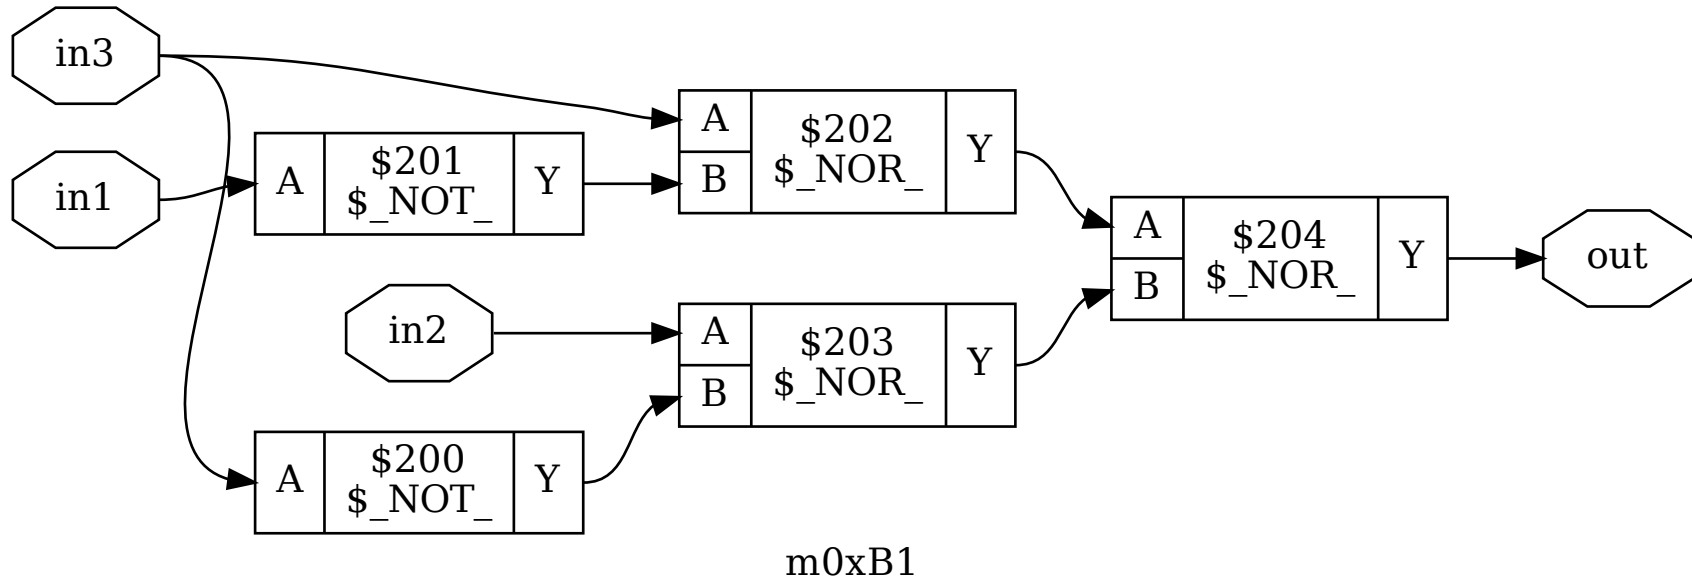 in3
in1
A
$201
$_NOT_
Y
A
B
$202
$_NOR_
Y
in2
A
$200
$_NOT_
Y
A
B
$203
$_NOR_
Y
A
B
$204
$_NOR_
Y
out
m0xB1